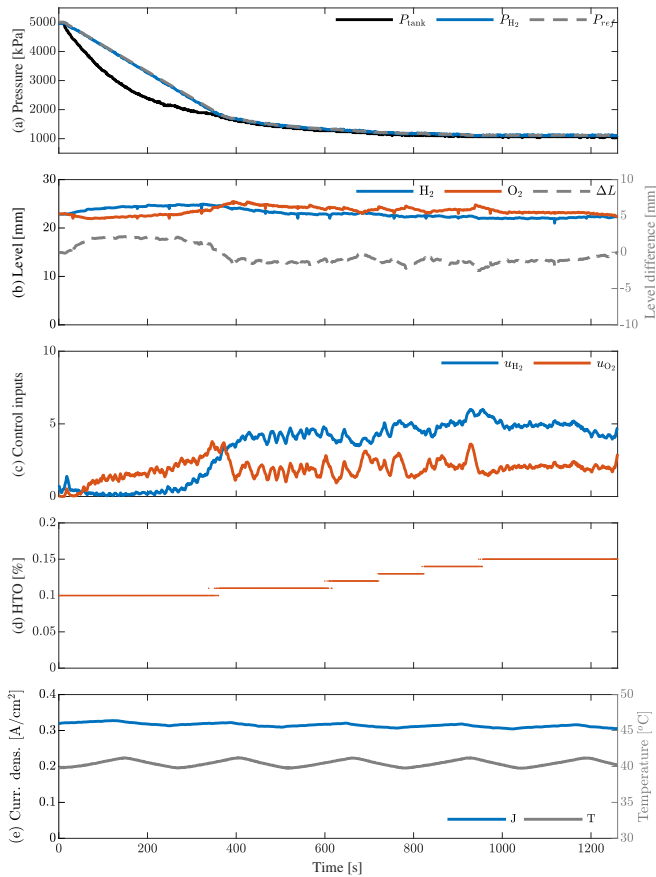 P_tank P_H₂ P_ref
5000
4000
3000
2000
1000
(a) Pressure [kPa]
H₂ O₂ ΔL
30
20
10
0
(b) Level [mm]
10
5
0
-5
-10
Level difference [mm]
u_H₂ u_O₂
10
5
0
(c) Control inputs
0.2
0.15
0.1
0.05
0
(d) HTO [%]
0.4
0.3
0.2
0.1
0
(e) Curr. dens. [A/cm²]
50
45
40
35
30
Temperature [°C]
J T
0 200 400 600 800 1000 1200
Time [s]